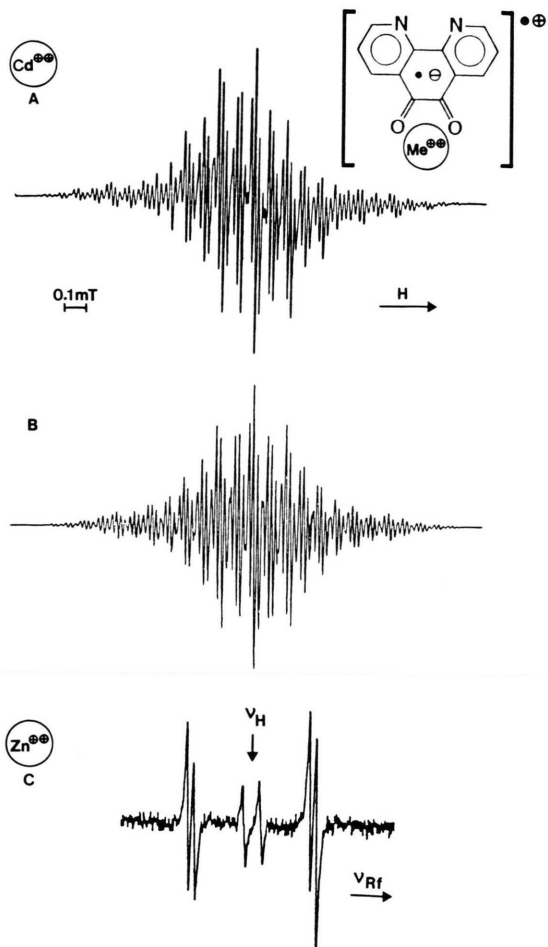 Cd⊕⊕
A
N N
• ⊖
O O
Me⊕⊕
•⊕
0.1mT
H
B
Zn⊕⊕
C
νH
νRf